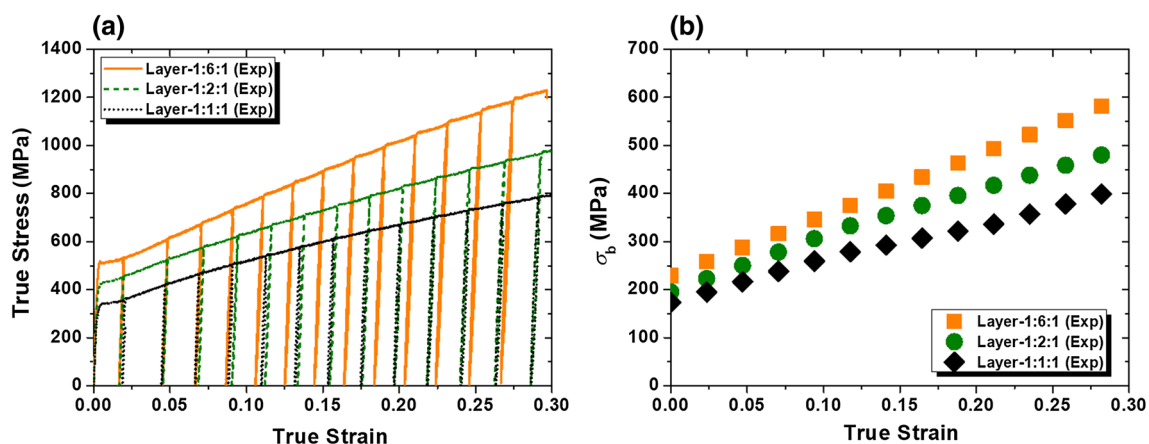 (a)
1400
1200
1000
800
600
400
200
0
True Stress (MPa)
Layer-1:6:1 (Exp)
Layer-1:2:1 (Exp)
Layer-1:1:1 (Exp)
0.00 0.05 0.10 0.15 0.20 0.25 0.30
True Strain
(b)
700
600
500
400
300
200
100
0
σb (MPa)
Layer-1:6:1 (Exp)
Layer-1:2:1 (Exp)
Layer-1:1:1 (Exp)
0.00 0.05 0.10 0.15 0.20 0.25 0.30
True Strain